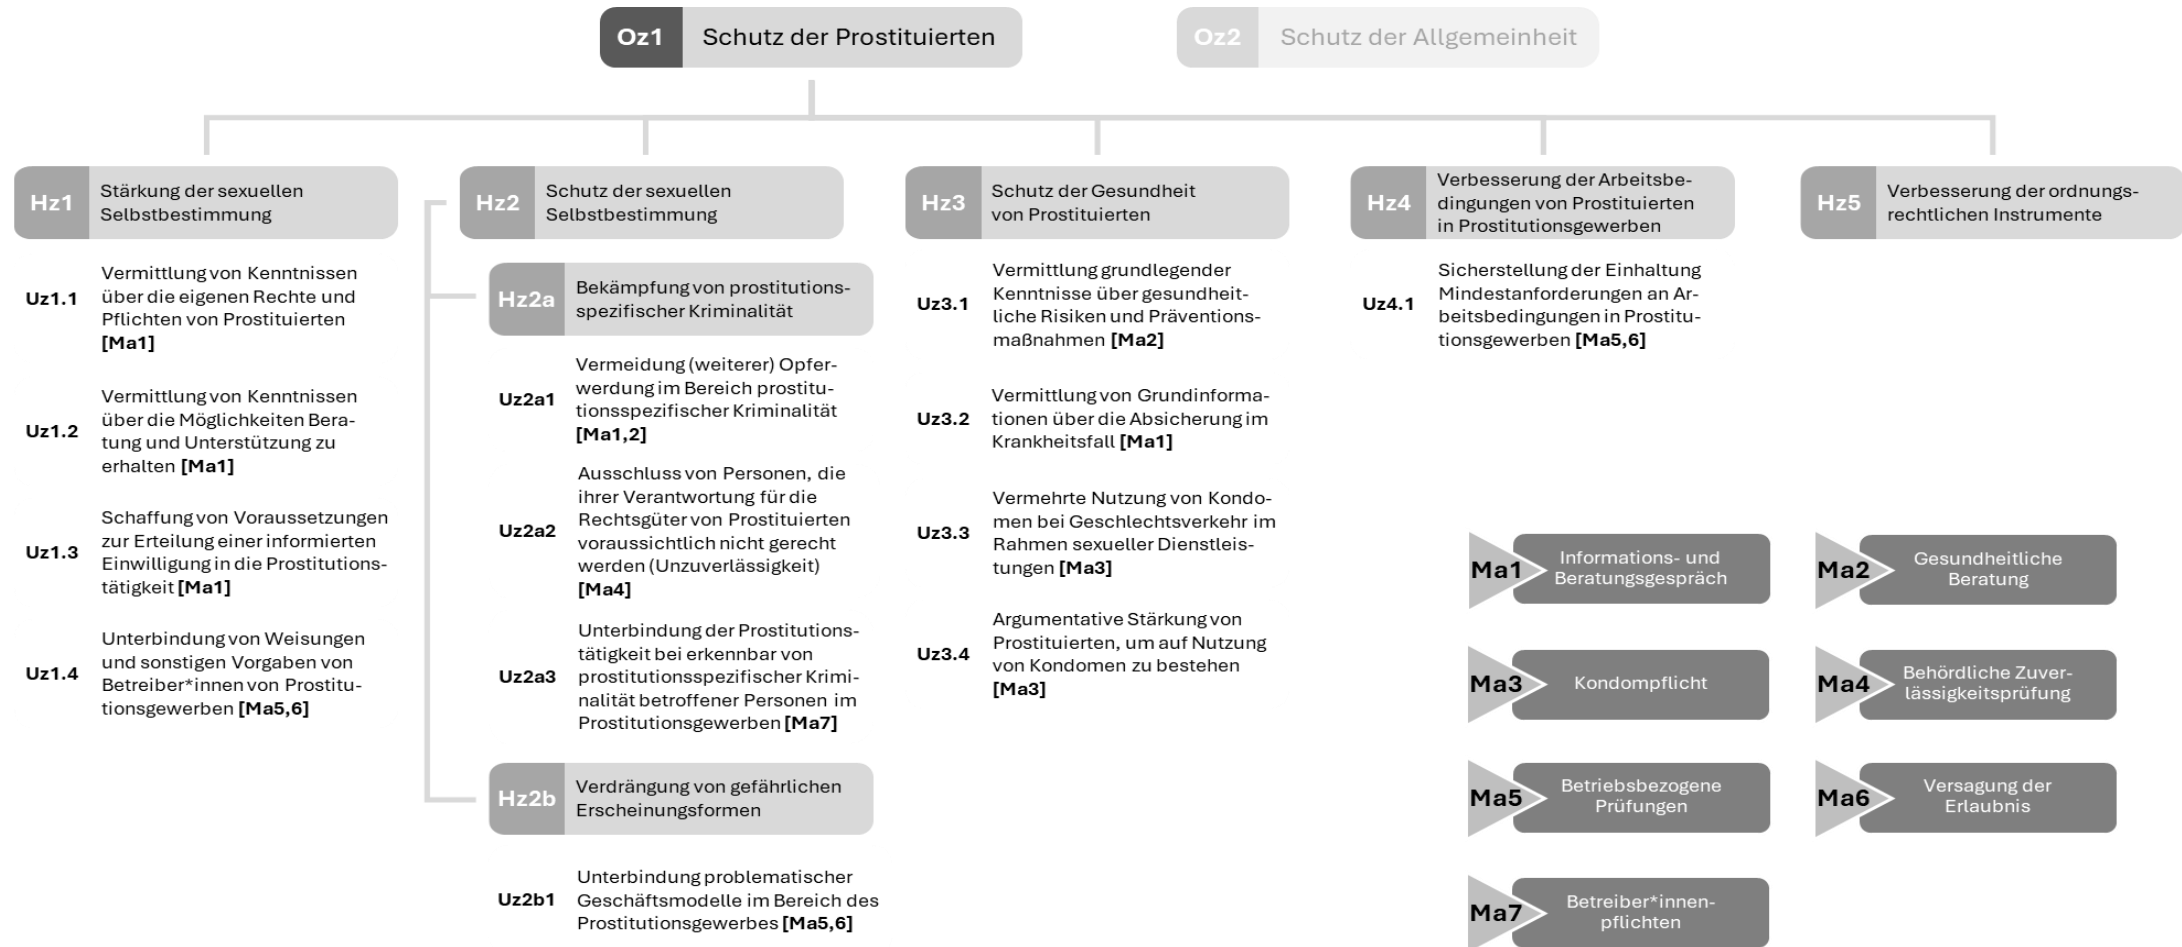 Oz1 Schutz der Prostituierten
Oz2 Schutz der Allgemeinheit
Hz1
Stärkung der sexuellen
Selbstbestimmung
Uz1.1
Vermittlung von Kenntnissen
über die eigenen Rechte und
Pflichten von Prostituierten
[Ma1]
Uz1.2
Vermittlung von Kenntnissen
über die Möglichkeiten Bera-
tung und Unterstützung zu
erhalten [Ma1]
Uz1.3
Schaffung von Voraussetzungen
zur Erteilung einer informierten
Einwilligung in die Prostitutions-
tätigkeit [Ma1]
Uz1.4
Unterbindung von Weisungen
und sonstigen Vorgaben von
Betreiber*innen von Prostitu-
tionsgewerben [Ma5,6]
Hz2
Schutz der sexuellen
Selbstbestimmung
Hz2a
Bekämpfung von prostitutions-
spezifischer Kriminalität
Uz2a1
Vermeidung (weiterer) Opfer-
werdung im Bereich prostitu-
tionsspezifischer Kriminalität
[Ma1,2]
Uz2a2
Ausschluss von Personen, die
ihrer Verantwortung für die
Rechtsgüter von Prostituierten
voraussichtlich nicht gerecht
werden (Unzuverlässigkeit)
[Ma4]
Uz2a3
Unterbindung der Prostitutions-
tätigkeit bei erkennbar von
prostitutionsspezifischer Krimi-
nalität betroffener Personen im
Prostitutionsgewerben [Ma7]
Hz2b
Verdrängung von gefährlichen
Erscheinungsformen
Uz2b1
Unterbindung problematischer
Geschäftsmodelle im Bereich des
Prostitutionsgewerbes [Ma5,6]
Hz3
Schutz der Gesundheit
von Prostituierten
Uz3.1
Vermittlung grundlegender
Kenntnisse über gesundheit-
liche Risiken und Präventions-
maßnahmen [Ma2]
Uz3.2
Vermittlung von Grundinforma-
tionen über die Absicherung im
Krankheitsfall [Ma1]
Uz3.3
Vermehrte Nutzung von Kondo-
men bei Geschlechtsverkehr im
Rahmen sexueller Dienstleis-
tungen [Ma3]
Uz3.4
Argumentative Stärkung von
Prostituierten, um auf Nutzung
von Kondomen zu bestehen
[Ma3]
Hz4
Verbesserung der Arbeitsbe-
dingungen von Prostituierten
in Prostitutionsgewerben
Uz4.1
Sicherstellung der Einhaltung
Mindestanforderungen an Ar-
beitsbedingungen in Prostitu-
tionsgewerben [Ma5,6]
Hz5
Verbesserung der ordnungs-
rechtlichen Instrumente
Ma1
Informations- und
Beratungsgespräch
Ma2
Gesundheitliche
Beratung
Ma3
Kondompflicht
Ma4
Behördliche Zuver-
lässigkeitsprüfung
Ma5
Betriebsbezogene
Prüfungen
Ma6
Versagung der
Erlaubnis
Ma7
Betreiber*innen-
pflichten